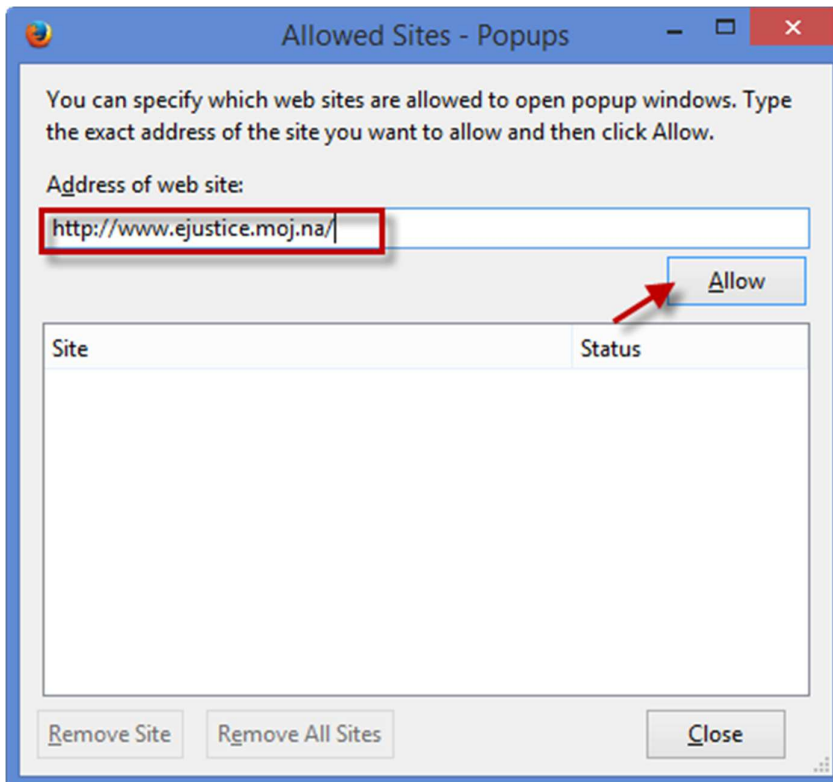 Allowed Sites - Popups
You can specify which web sites are allowed to open popup windows. Type
the exact address of the site you want to allow and then click Allow.
Address of web site:
http://www.ejustice.moj.na/
Allow
Site Status
Remove Site Remove All Sites Close